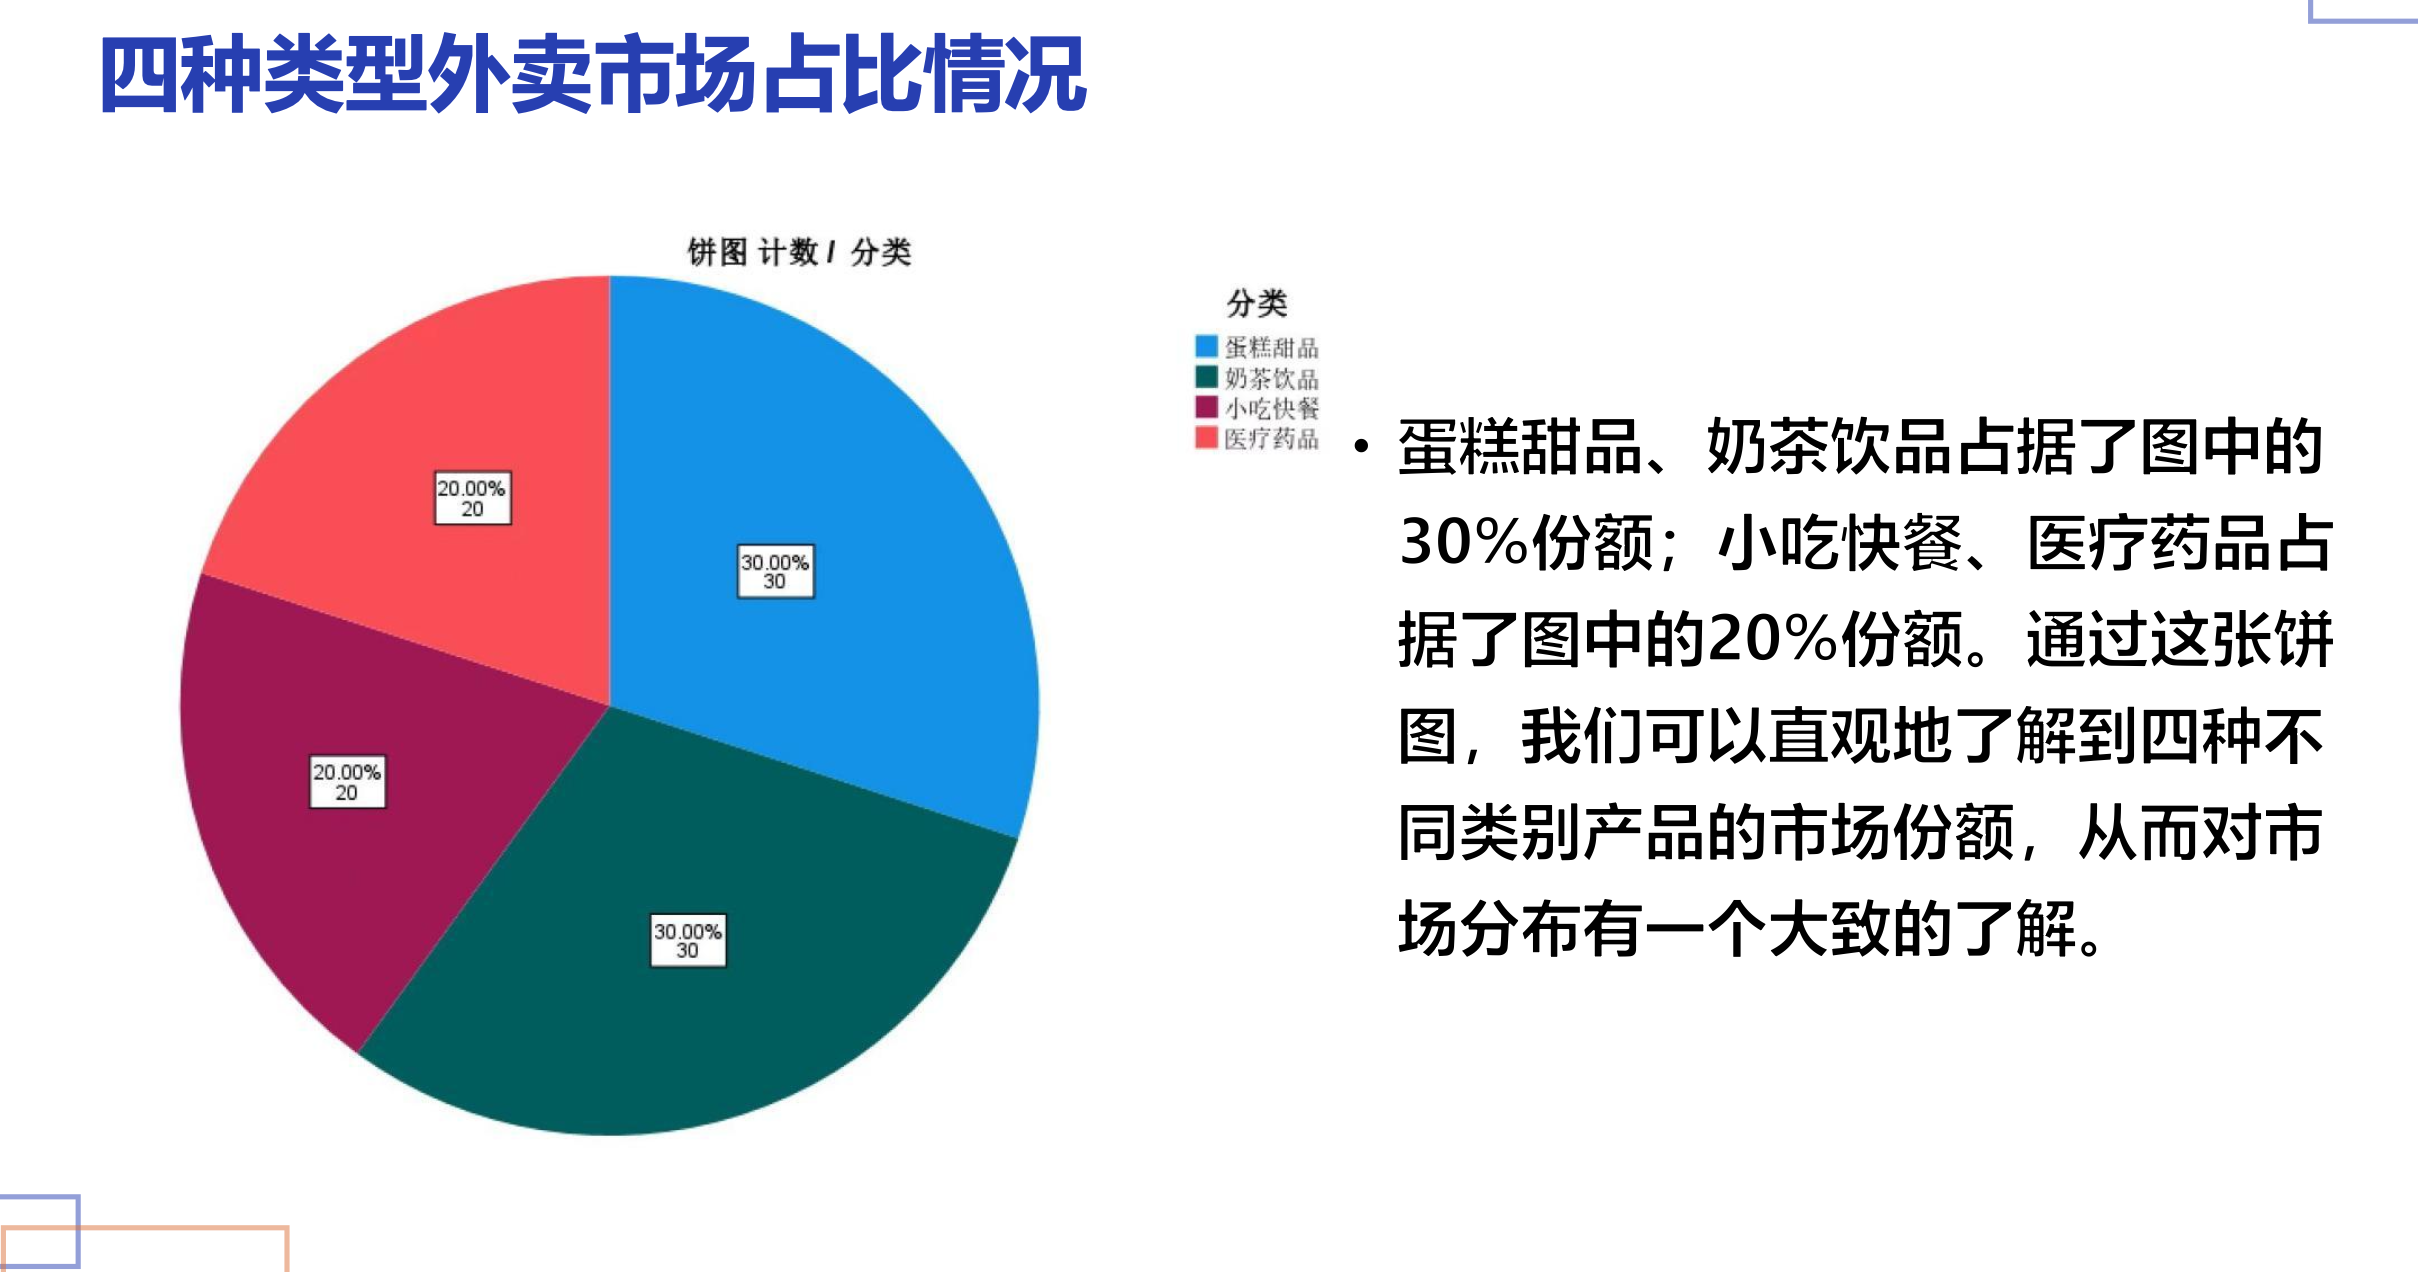 四种类型外卖市场占比情况
饼图 计数 / 分类
分类
蛋糕甜品
奶茶饮品
小吃快餐
医疗药品
20.00%
20
30.00%
30
20.00%
20
30.00%
30
• 蛋糕甜品、奶茶饮品占据了图中的
30%份额；小吃快餐、医疗药品占
据了图中的20%份额。通过这张饼
图，我们可以直观地了解到四种不
同类别产品的市场份额，从而对市
场分布有一个大致的了解。